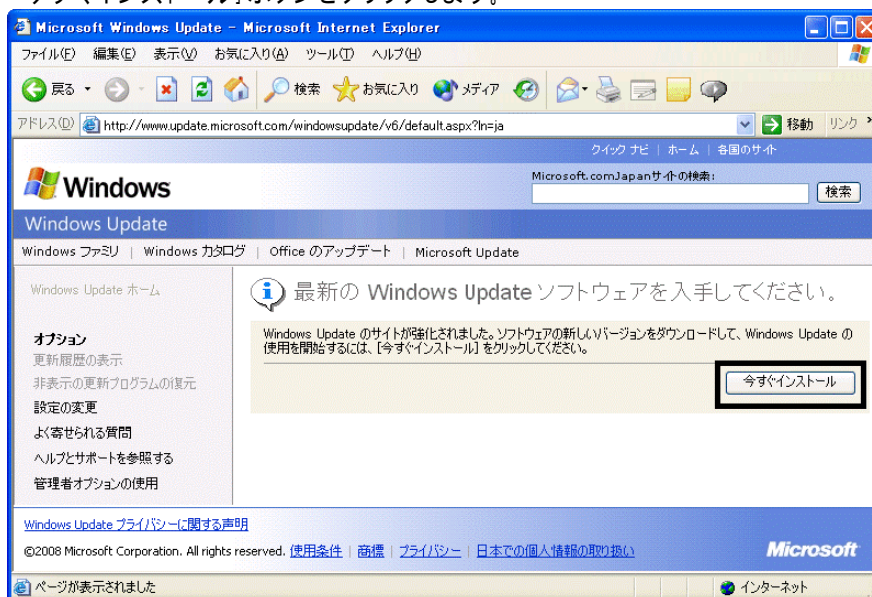 Microsoft Windows Update - Microsoft Internet Explorer
ファイル(F) 編集(E) 表示(V) お気に入り(A) ツール(T) ヘルプ(H)
戻る 検索 お気に入り メディア
アドレス(D) http://www.update.microsoft.com/windowsupdate/v6/default.aspx?ln=ja 移動 リンク »
クイック ナビ | ホーム | 各国のサイト
Windows
Microsoft.comJapanサイトの検索:
検索
Windows Update
Windows ファミリ | Windows カタログ | Office のアップデート | Microsoft Update
Windows Update ホーム
オプション
更新履歴の表示
非表示の更新プログラムの復元
設定の変更
よく寄せられる質問
ヘルプとサポートを参照する
管理者オプションの使用
最新の Windows Update ソフトウェアを入手してください。
Windows Update のサイトが強化されました。ソフトウェアの新しいバージョンをダウンロードして、Windows Update の
使用を開始するには、[今すぐインストール] をクリックしてください。
今すぐインストール
Windows Update プライバシーに関する声明
©2008 Microsoft Corporation. All rights reserved. 使用条件 | 商標 | プライバシー | 日本での個人情報の取り扱い
Microsoft
ページが表示されました インターネット